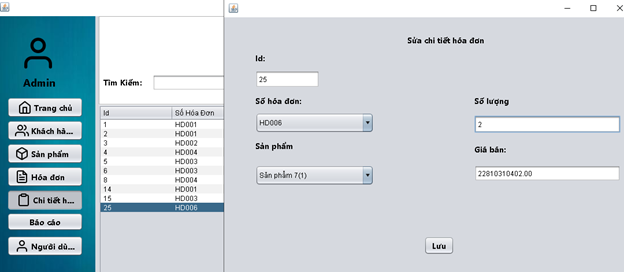 Admin
Trang chủ
Khách hà...
Sản phẩm
Hóa đơn
Chi tiết h...
Báo cáo
Người dù...
Tìm Kiếm:
Id Số Hóa Đơn
1 HD001
2 HD001
3 HD002
4 HD004
5 HD003
6 HD003
8 HD004
14 HD001
15 HD003
25 HD006
Sửa chi tiết hóa đơn
Id:
25
Số hóa đơn:
HD006
Sản phẩm
Sản phẩm 7(1)
Số lượng
2
Giá bán:
22810310402.00
Lưu